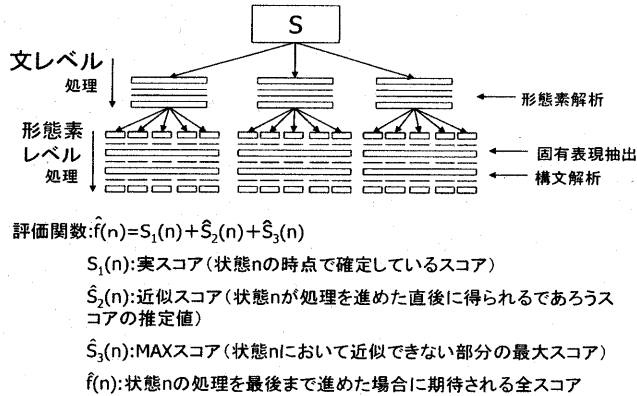 S
文レベル
処理
形態素解析
形態素
レベル
処理
固有表現抽出
構文解析
評価関数:f̂(n)=S₁(n)+Ŝ₂(n)+Ŝ₃(n)
S₁(n):実スコア(状態nの時点で確定しているスコア)
Ŝ₂(n):近似スコア(状態nが処理を進めた直後に得られるであろうス
コアの推定値)
Ŝ₃(n):MAXスコア(状態nにおいて近似できない部分の最大スコア)
f̂(n):状態nの処理を最後まで進めた場合に期待される全スコア